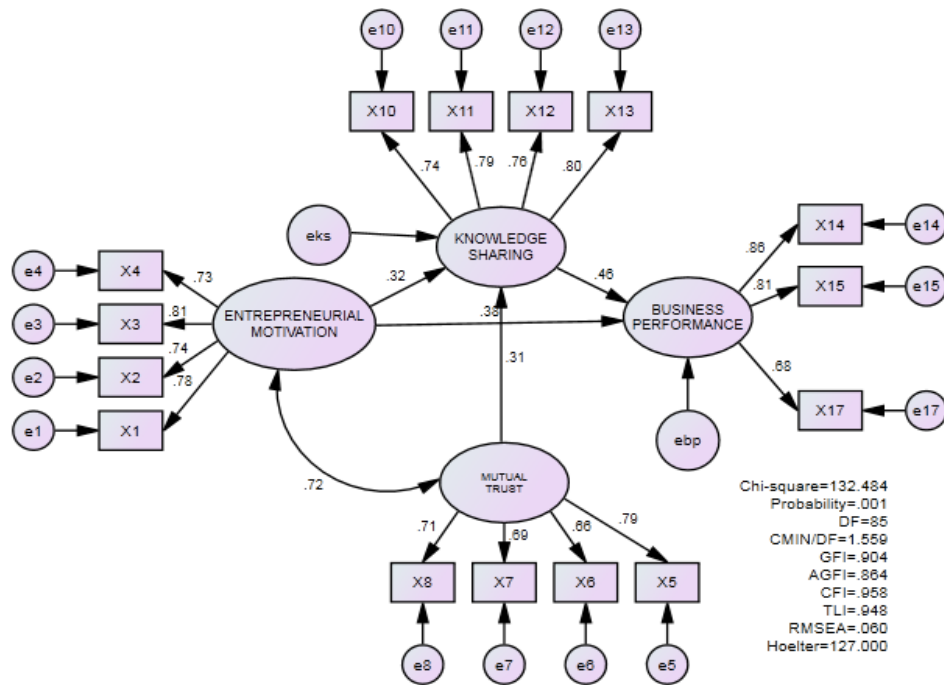 e10 e11 e12 e13
X10 X11 X12 X13
.74 .79 .76 .80
eks
KNOWLEDGE
SHARING
X14 e14
.86
e4 X4 .73
.32 .46
.81 X15 e15
ENTREPRENEURIAL
MOTIVATION
BUSINESS
PERFORMANCE
e3 X3 .81
.38
.74
.31
.68
e2 X2
.78
X17 e17
e1 X1
ebp
.72
MUTUAL
TRUST
.71 .69 .66 .79
X8 X7 X6 X5
e8 e7 e6 e5
Chi-square=132.484
Probability=.001
DF=85
CMIN/DF=1.559
GFI=.904
AGFI=.864
CFI=.958
TLI=.948
RMSEA=.060
Hoelter=127.000